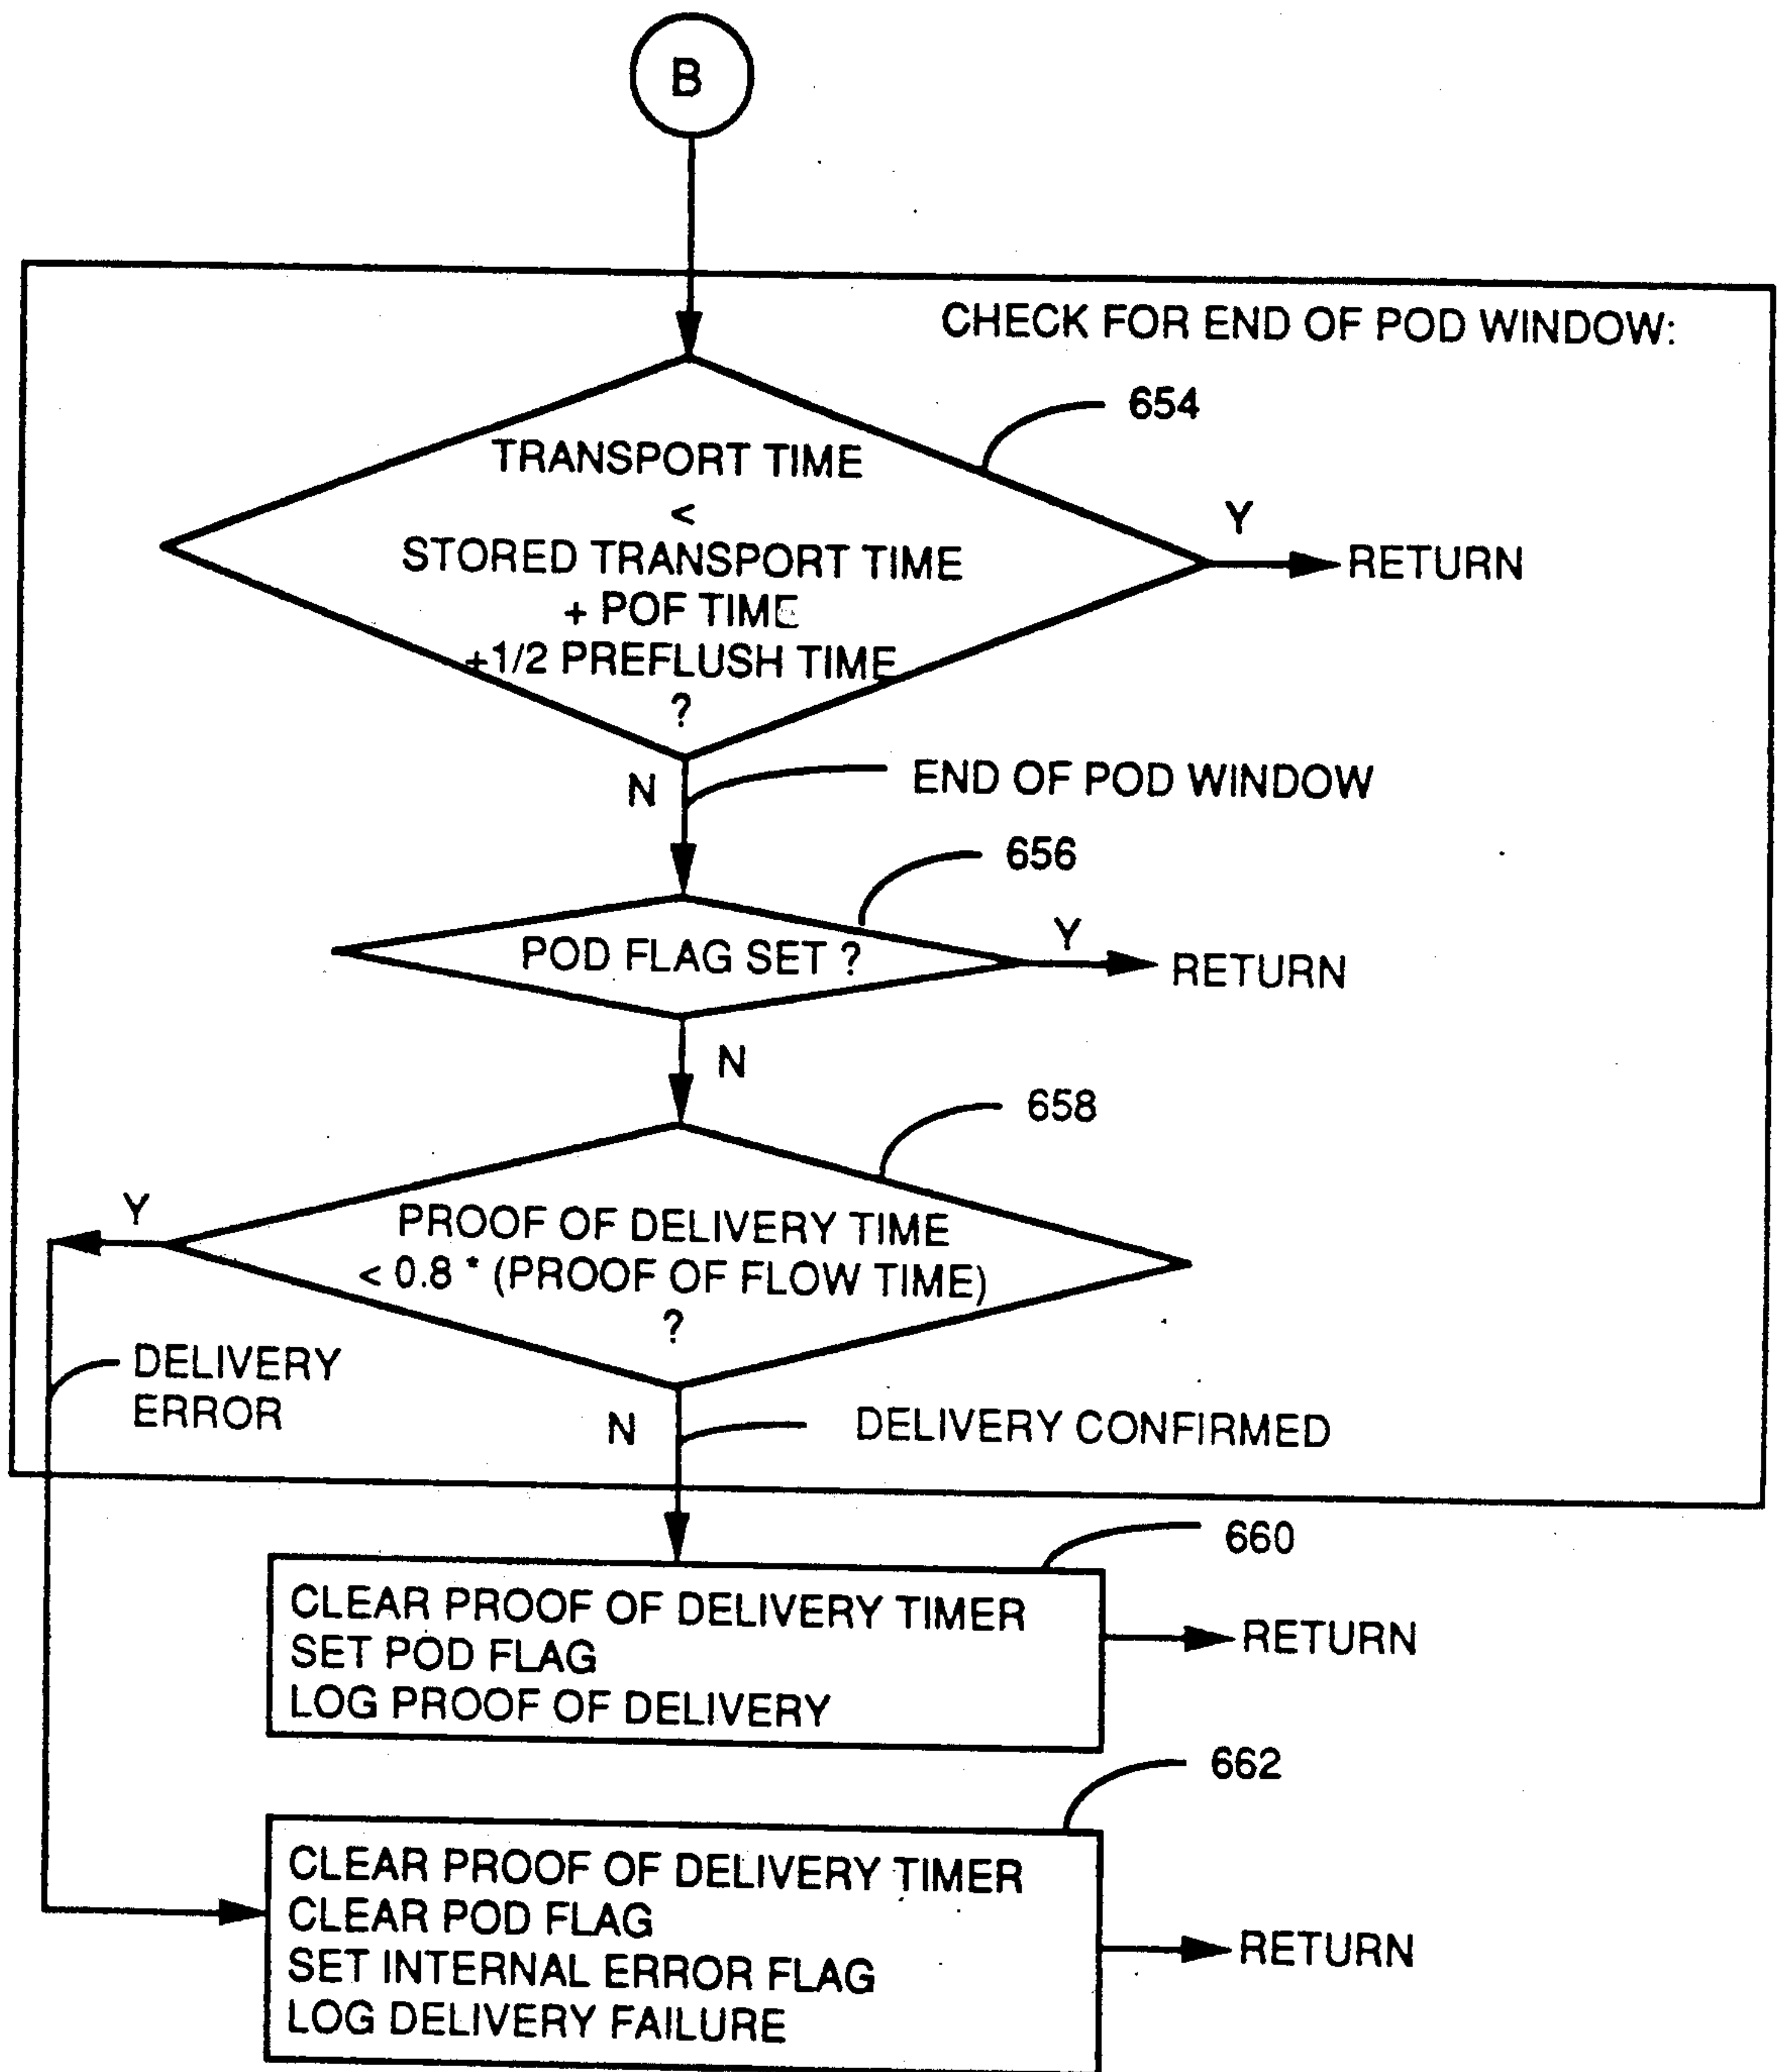 B
CHECK FOR END OF POD WINDOW:
654
TRANSPORT TIME
<
STORED TRANSPORT TIME
+ POF TIME
+1/2 PREFLUSH TIME
?
Y
RETURN
N
END OF POD WINDOW
656
POD FLAG SET ?
Y
RETURN
N
658
Y
PROOF OF DELIVERY TIME
< 0.8 * (PROOF OF FLOW TIME)
?
DELIVERY
ERROR
N
DELIVERY CONFIRMED
660
CLEAR PROOF OF DELIVERY TIMER
SET POD FLAG
LOG PROOF OF DELIVERY
RETURN
662
CLEAR PROOF OF DELIVERY TIMER
CLEAR POD FLAG
SET INTERNAL ERROR FLAG
LOG DELIVERY FAILURE
RETURN